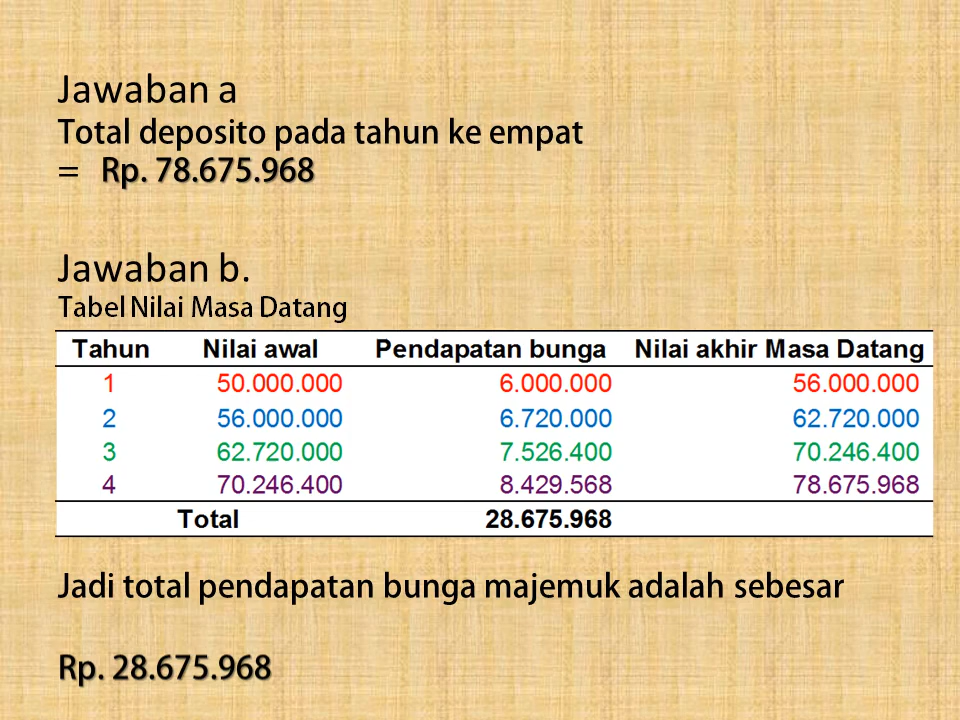 Jawaban a
Total deposito pada tahun ke empat
= Rp. 78.675.968
Jawaban b.
Tabel Nilai Masa Datang
Tahun Nilai awal Pendapatan bunga Nilai akhir Masa Datang
1 50.000.000 6.000.000 56.000.000
2 56.000.000 6.720.000 62.720.000
3 62.720.000 7.526.400 70.246.400
4 70.246.400 8.429.568 78.675.968
Total 28.675.968
Jadi total pendapatan bunga majemuk adalah sebesar
Rp. 28.675.968